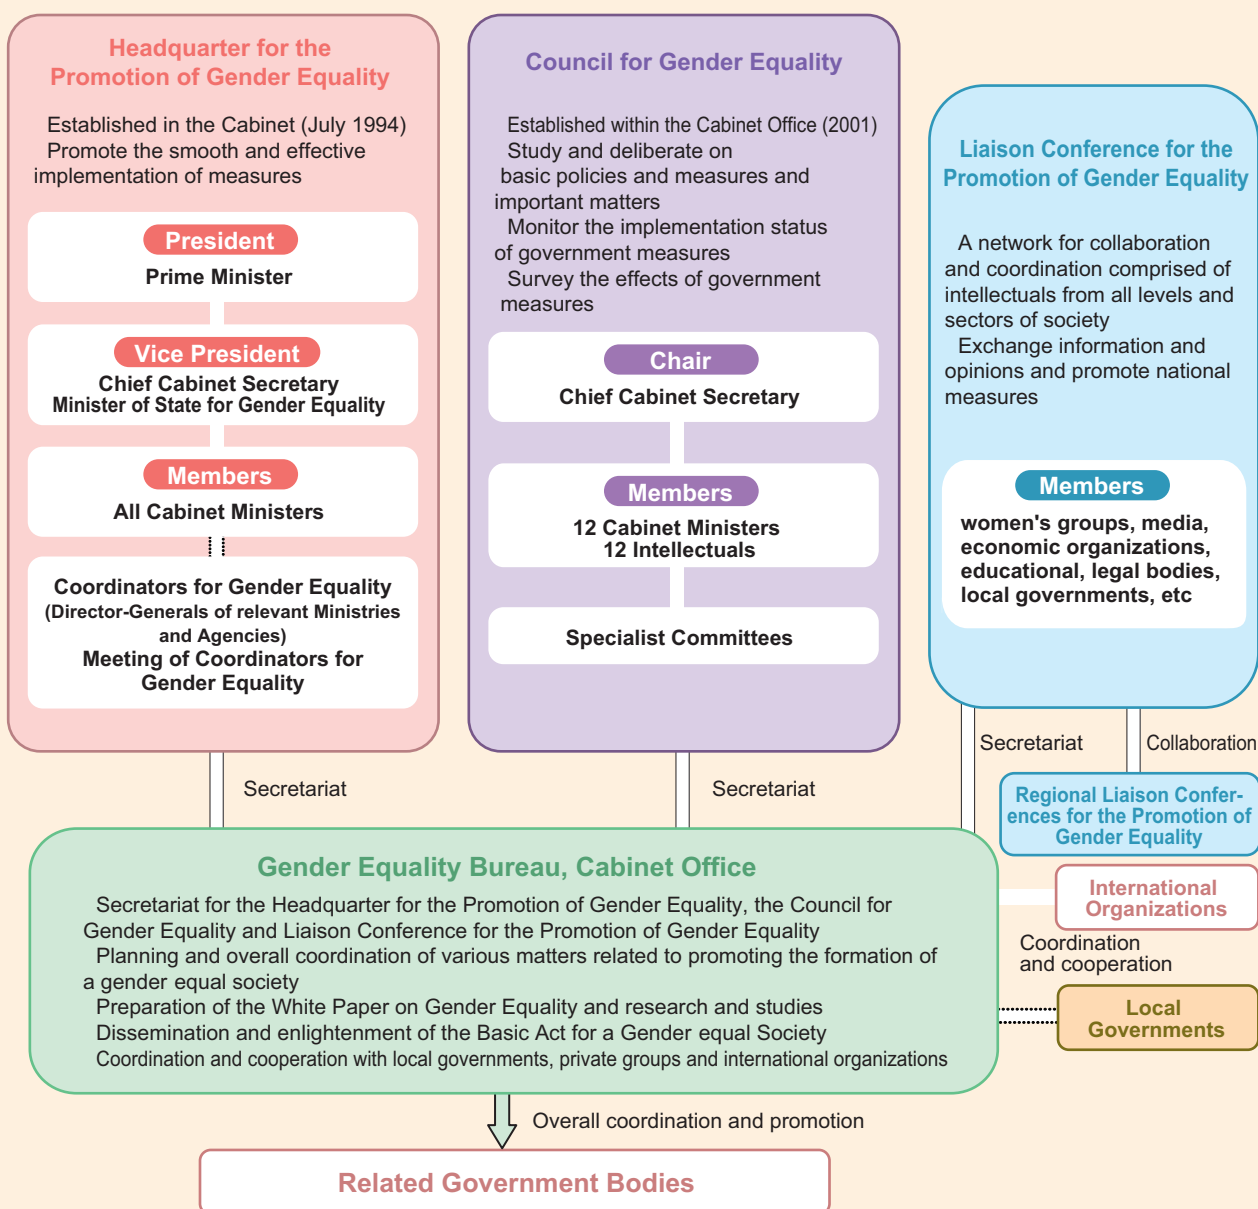 Headquarter for the
Promotion of Gender Equality
Established in the Cabinet (July 1994)
Promote the smooth and effective
implementation of measures
President
Prime Minister
Vice President
Chief Cabinet Secretary
Minister of State for Gender Equality
Members
All Cabinet Ministers
Coordinators for Gender Equality
(Director-Generals of relevant Ministries
and Agencies)
Meeting of Coordinators for
Gender Equality
Council for Gender Equality
Established within the Cabinet Office (2001)
Study and deliberate on
basic policies and measures and
important matters
Monitor the implementation status
of government measures
Survey the effects of government
measures
Chair
Chief Cabinet Secretary
Members
12 Cabinet Ministers
12 Intellectuals
Specialist Committees
Liaison Conference for the
Promotion of Gender Equality
A network for collaboration
and coordination comprised of
intellectuals from all levels and
sectors of society
Exchange information and
opinions and promote national
measures
Members
women's groups, media,
economic organizations,
educational, legal bodies,
local governments, etc
Secretariat
Secretariat
Secretariat
Collaboration
Regional Liaison Confer-
ences for the Promotion of
Gender Equality
Gender Equality Bureau, Cabinet Office
Secretariat for the Headquarter for the Promotion of Gender Equality, the Council for
Gender Equality and Liaison Conference for the Promotion of Gender Equality
Planning and overall coordination of various matters related to promoting the formation of
a gender equal society
Preparation of the White Paper on Gender Equality and research and studies
Dissemination and enlightenment of the Basic Act for a Gender equal Society
Coordination and cooperation with local governments, private groups and international organizations
International
Organizations
Coordination
and cooperation
Local
Governments
Overall coordination and promotion
Related Government Bodies